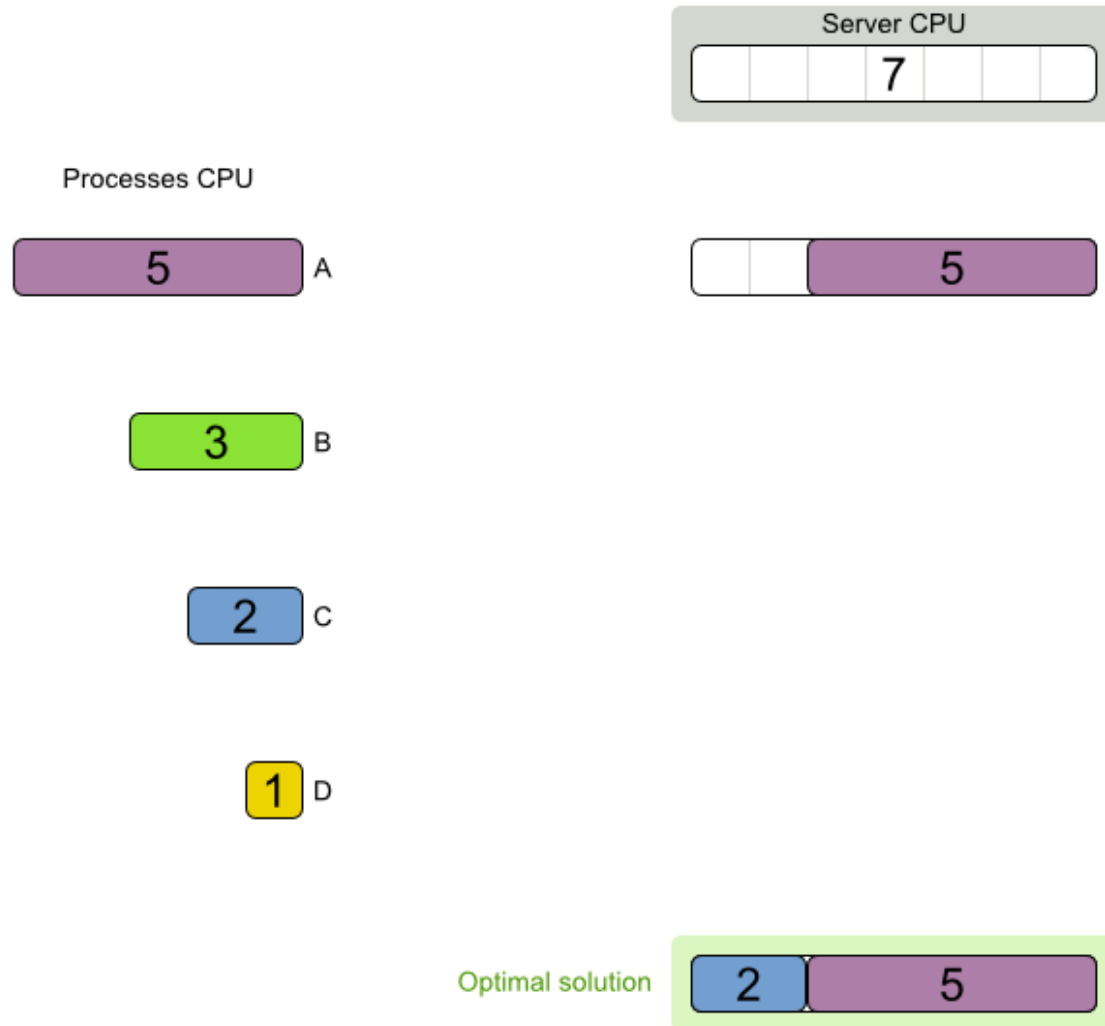 Server CPU
7
Processes CPU
5 A 5
3 B
2 C
1 D
Optimal solution 2 5